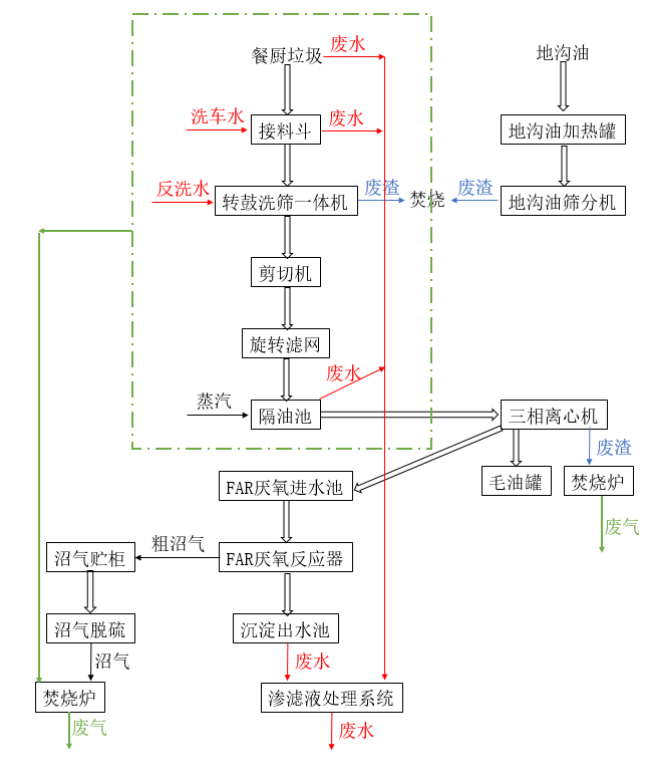 餐厨垃圾
废水
地沟油
洗车水
接料斗
废水
地沟油加热罐
反洗水
转鼓洗筛一体机
废渣
焚烧
废渣
地沟油筛分机
剪切机
旋转滤网
废水
蒸汽
隔油池
三相离心机
废渣
FAR厌氧进水池
毛油罐
焚烧炉
废气
粗沼气
沼气贮柜
FAR厌氧反应器
沼气脱硫
沉淀出水池
沼气
废水
焚烧炉
渗滤液处理系统
废气
废水